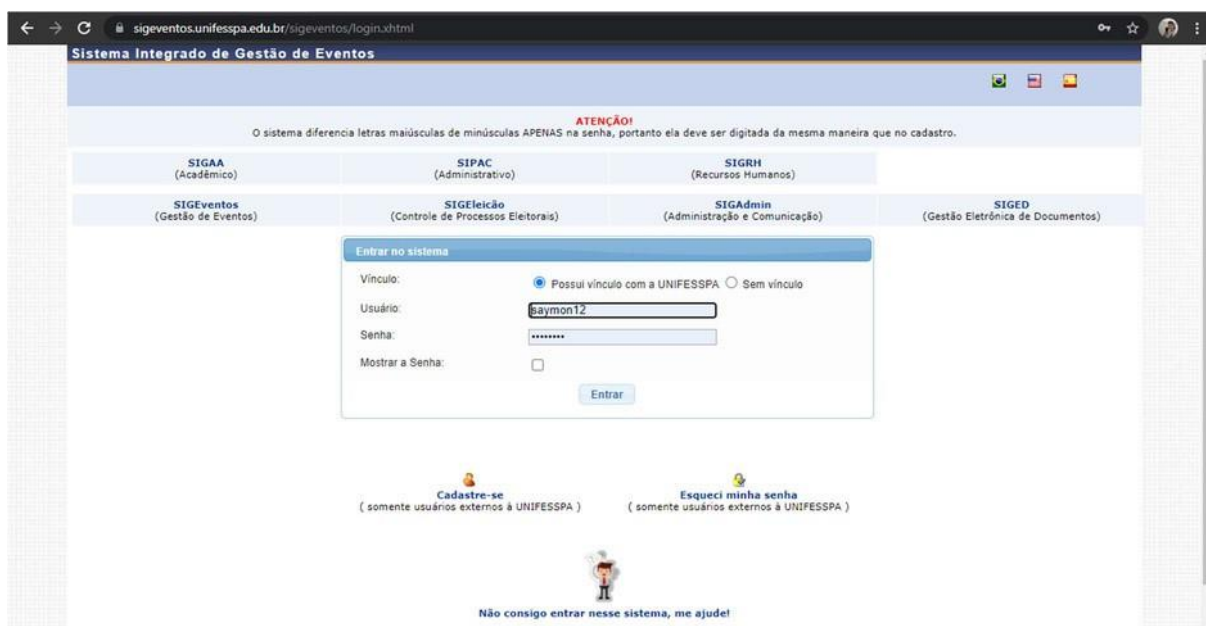 sigeventos.unifesspa.edu.br/sigeventos/login.xhtml
Sistema Integrado de Gestão de Eventos
ATENÇÃO!
O sistema diferencia letras maiúsculas de minúsculas APENAS na senha, portanto ela deve ser digitada da mesma maneira que no cadastro.
SIGAA SIPAC SIGRH
(Acadêmico) (Administrativo) (Recursos Humanos)
SIGEventos SIGEleicão SIGAdmin SIGED
(Gestão de Eventos) (Controle de Processos Eleitorais) (Administração e Comunicação) (Gestão Eletrônica de Documentos)
Entrar no sistema
Vínculo: Possui vínculo com a UNIFESSPA Sem vínculo
Usuário: saymon12
Senha: ••••••••
Mostrar a Senha:
Entrar
Cadastre-se Esqueci minha senha
( somente usuários externos à UNIFESSPA ) ( somente usuários externos à UNIFESSPA )
Não consigo entrar nesse sistema, me ajude!